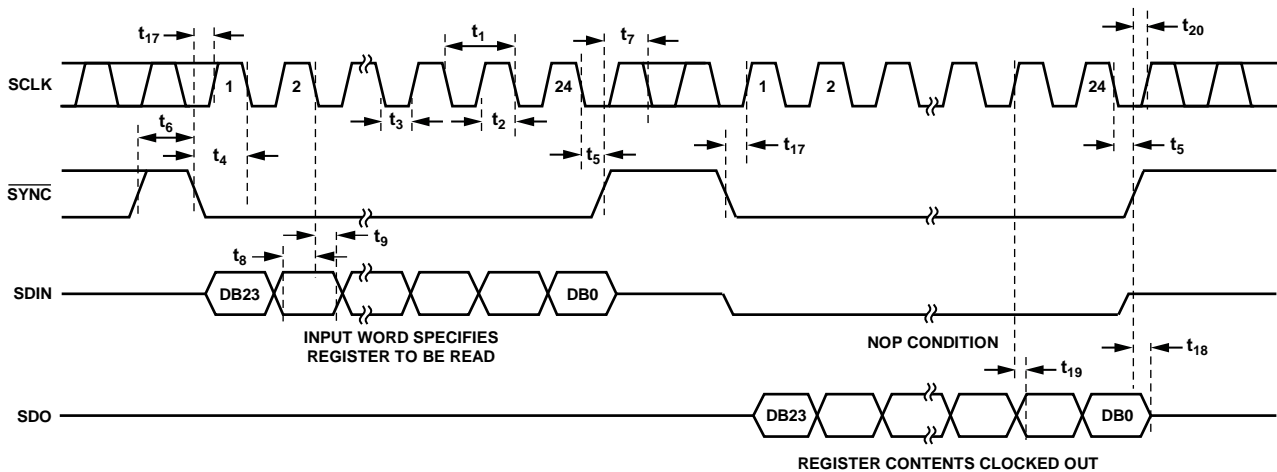 t17
t1
t7
t20
SCLK
1
2
24
1
2
24
t6
t4
t3
t2
t5
t17
t5
SYNC
t9
t8
SDIN
DB23
DB0
INPUT WORD SPECIFIES
REGISTER TO BE READ
NOP CONDITION
t18
t19
SDO
DB23
DB0
REGISTER CONTENTS CLOCKED OUT